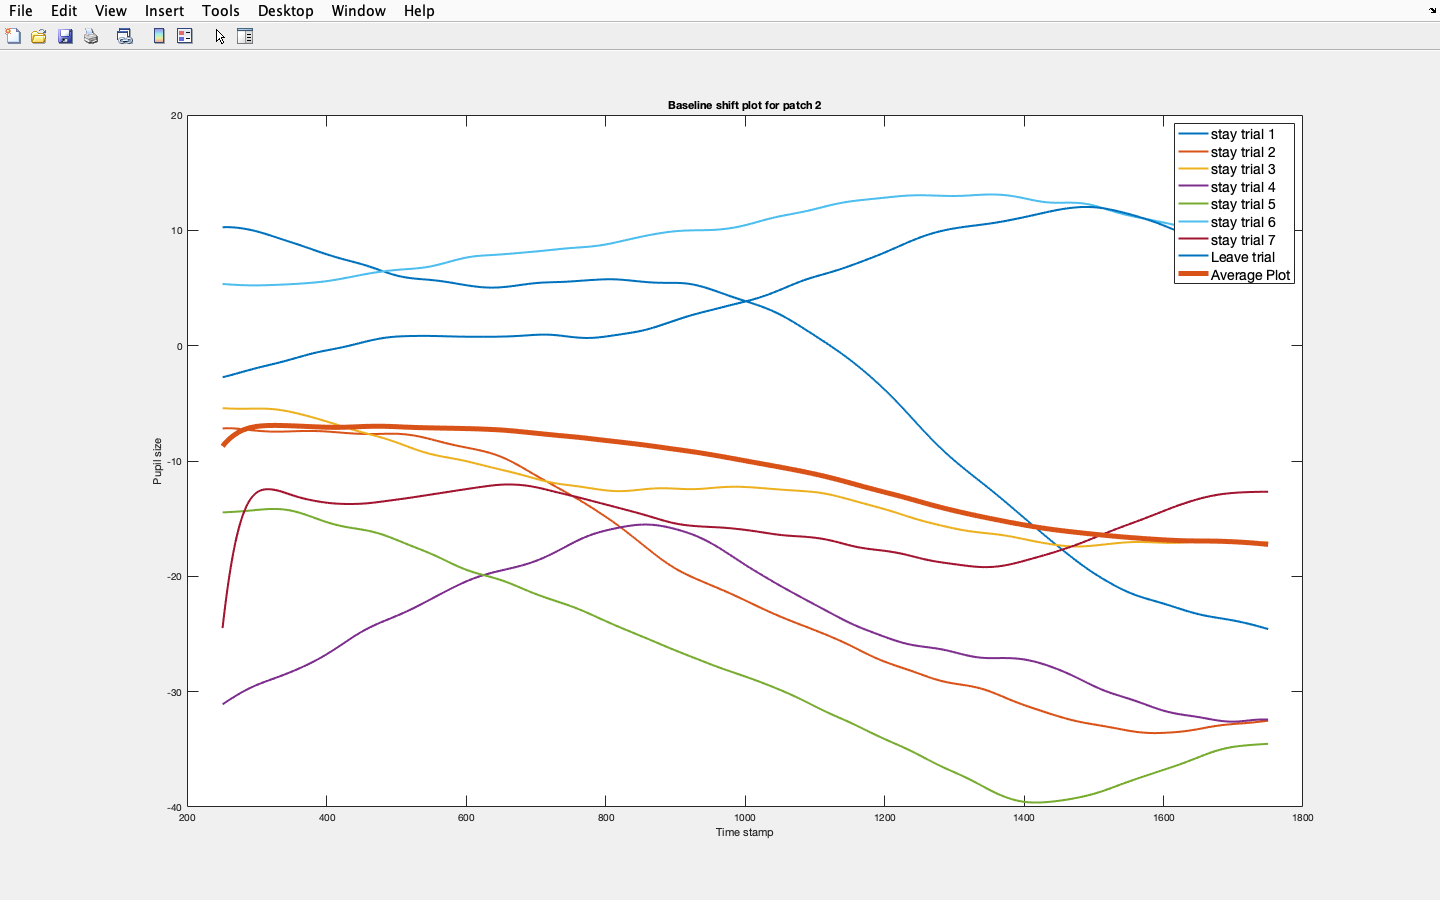 File Edit View Insert Tools Desktop Window Help
Baseline shift plot for patch 2
20
10
0
-10
-20
-30
-40
Pupil size
200 400 600 800 1000 1200 1400 1600 1800
Time stamp
stay trial 1
stay trial 2
stay trial 3
stay trial 4
stay trial 5
stay trial 6
stay trial 7
Leave trial
Average Plot